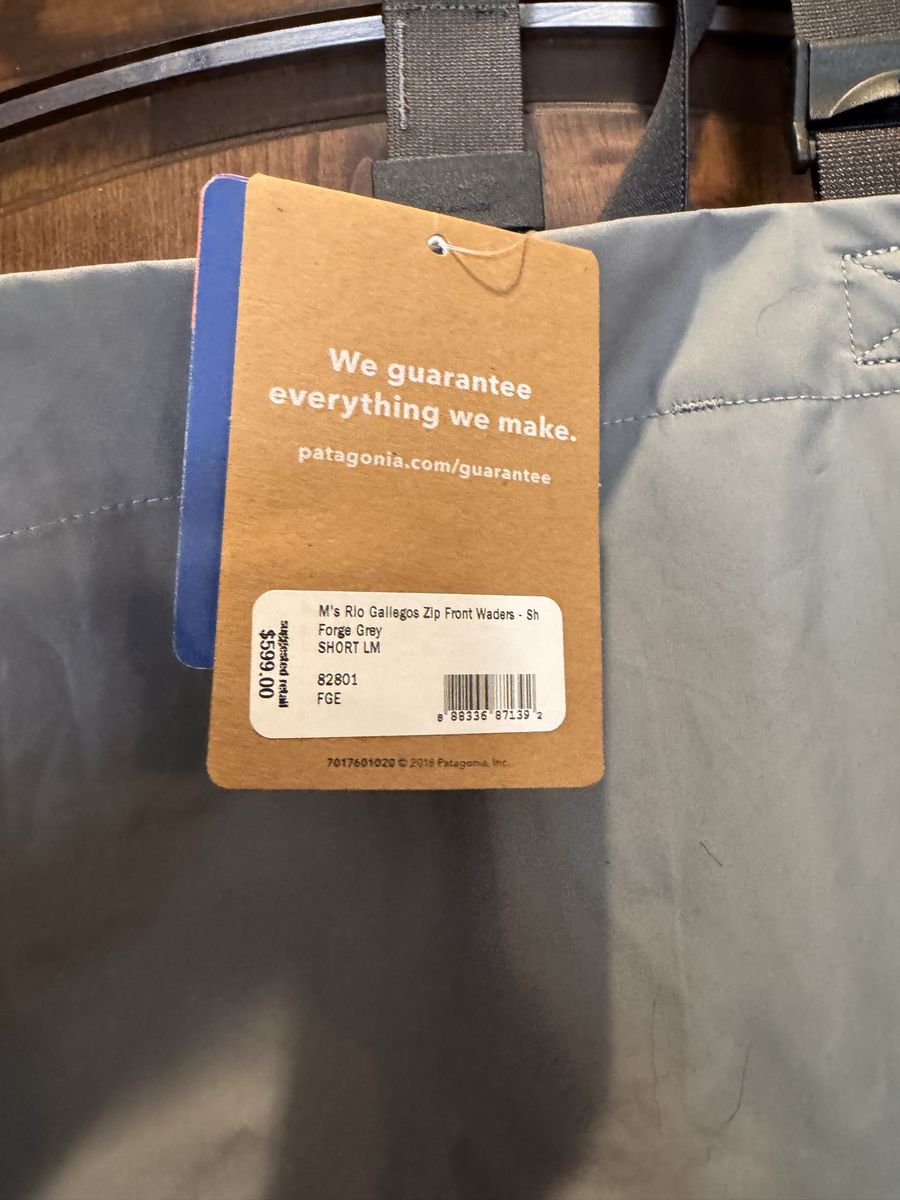 We guarantee
everything we make.
patagonia.com/guarantee
M's Rio Gallegos Zip Front Waders - Sh
Forge Grey
SHORT LM
82801
FGE
suggested retail
$599.00
8 88336 87139 2
7017601020 © 2018 Patagonia, Inc.